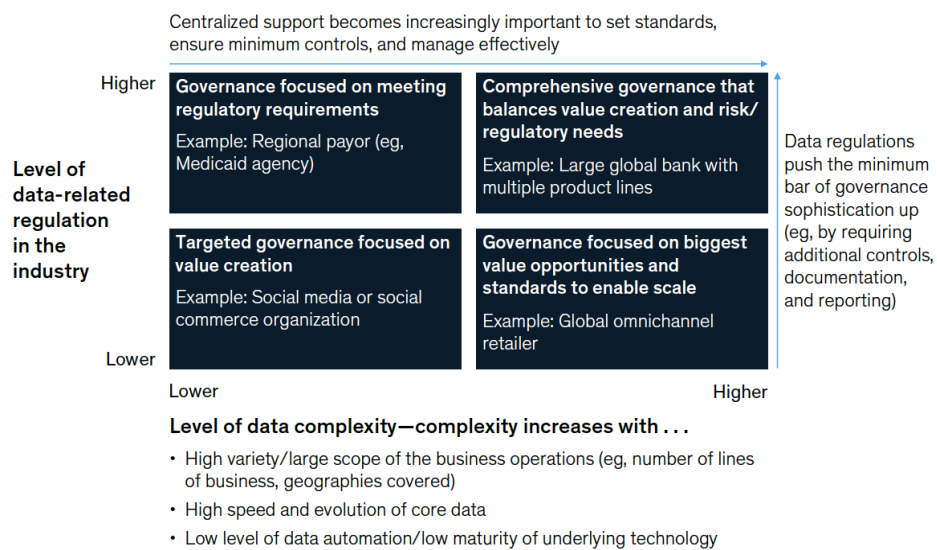 Centralized support becomes increasingly important to set standards,
ensure minimum controls, and manage effectively
Higher
Level of
data-related
regulation
in the
industry
Lower
Governance focused on meeting
regulatory requirements
Example: Regional payor (eg,
Medicaid agency)
Comprehensive governance that
balances value creation and risk/
regulatory needs
Example: Large global bank with
multiple product lines
Targeted governance focused on
value creation
Example: Social media or social
commerce organization
Governance focused on biggest
value opportunities and
standards to enable scale
Example: Global omnichannel
retailer
Data regulations
push the minimum
bar of governance
sophistication up
(eg, by requiring
additional controls,
documentation,
and reporting)
Lower
Higher
Level of data complexity—complexity increases with . . .
• High variety/large scope of the business operations (eg, number of lines
of business, geographies covered)
• High speed and evolution of core data
• Low level of data automation/low maturity of underlying technology